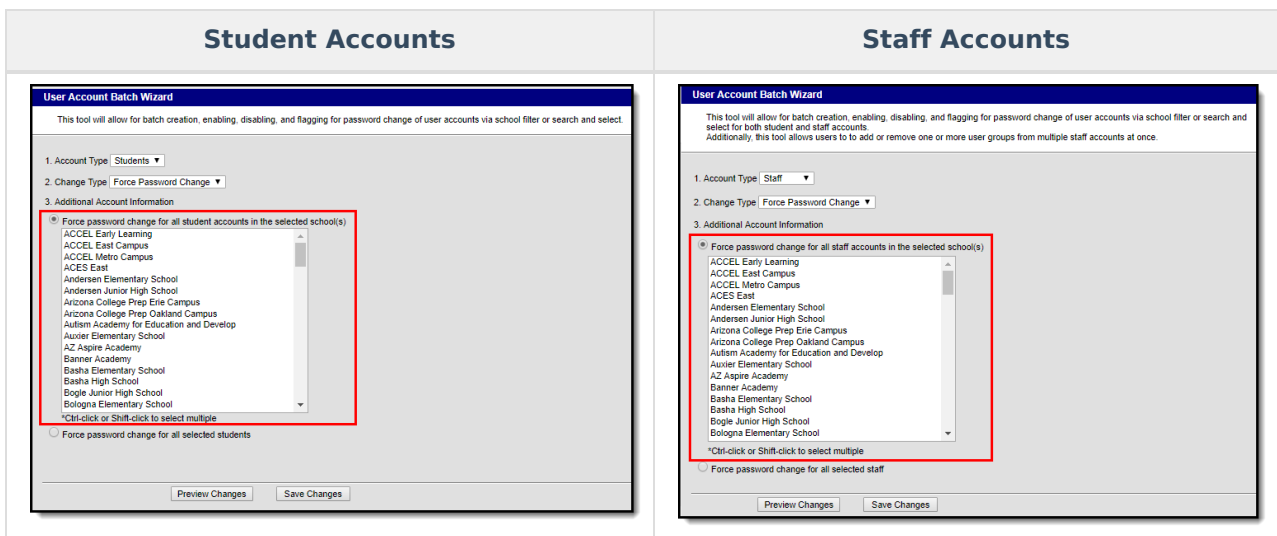 Student Accounts
Staff Accounts
User Account Batch Wizard
This tool will allow for batch creation, enabling, disabling, and flagging for password change of user accounts via school filter or search and select.
1. Account Type Students ▼
2. Change Type Force Password Change ▼
3. Additional Account Information
Force password change for all student accounts in the selected school(s)
ACCEL Early Learning
ACCEL East Campus
ACCEL Metro Campus
ACES East
Andersen Elementary School
Andersen Junior High School
Arizona College Prep Erie Campus
Arizona College Prep Oakland Campus
Autism Academy for Education and Develop
Auxier Elementary School
AZ Aspire Academy
Banner Academy
Basha Elementary School
Basha High School
Bogle Junior High School
Bologna Elementary School
*Ctrl-click or Shift-click to select multiple
Force password change for all selected students
Preview Changes Save Changes
User Account Batch Wizard
This tool will allow for batch creation, enabling, disabling, and flagging for password change of user accounts via school filter or search and
select for both student and staff accounts.
Additionally, this tool allows users to to add or remove one or more user groups from multiple staff accounts at once.
1. Account Type Staff ▼
2. Change Type Force Password Change ▼
3. Additional Account Information
Force password change for all staff accounts in the selected school(s)
ACCEL Early Learning
ACCEL East Campus
ACCEL Metro Campus
ACES East
Andersen Elementary School
Andersen Junior High School
Arizona College Prep Erie Campus
Arizona College Prep Oakland Campus
Autism Academy for Education and Develop
Auxier Elementary School
AZ Aspire Academy
Banner Academy
Basha Elementary School
Basha High School
Bogle Junior High School
Bologna Elementary School
*Ctrl-click or Shift-click to select multiple
Force password change for all selected staff
Preview Changes Save Changes